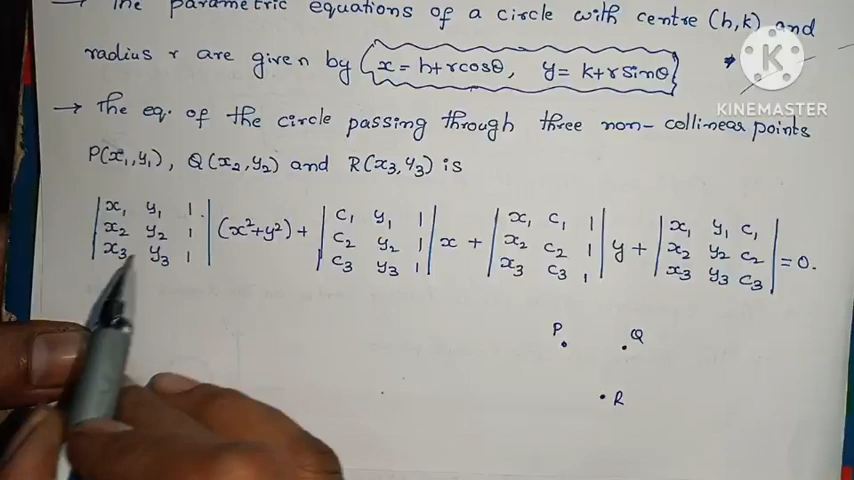 → The parametric equations of a circle with centre (h,k) and
radius r are given by x = h+rcosθ, y = k+rsinθ
KINEMASTER
→ The eq. of the circle passing through three non-collinear points
P(x₁,y₁), Q(x₂,y₂) and R(x₃,y₃) is
|x₁ y₁ 1; x₂ y₂ 1; x₃ y₃ 1| (x²+y²) + |c₁ y₁ 1; c₂ y₂ 1; c₃ y₃ 1| x + |x₁ c₁ 1; x₂ c₂ 1; x₃ c₃ 1| y + |x₁ y₁ c₁; x₂ y₂ c₂; x₃ y₃ c₃| = 0.
P Q
R